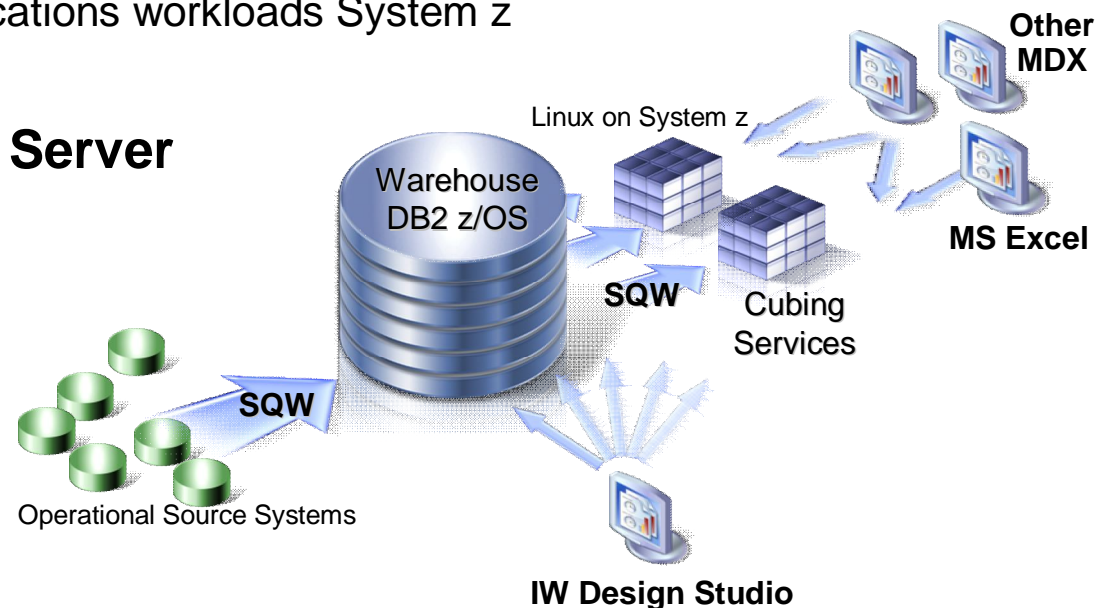 cations workloads System z
Other
MDX
Linux on System z
Server
Warehouse
DB2 z/OS
MS Excel
SQW
Cubing
Services
SQW
Operational Source Systems
IW Design Studio